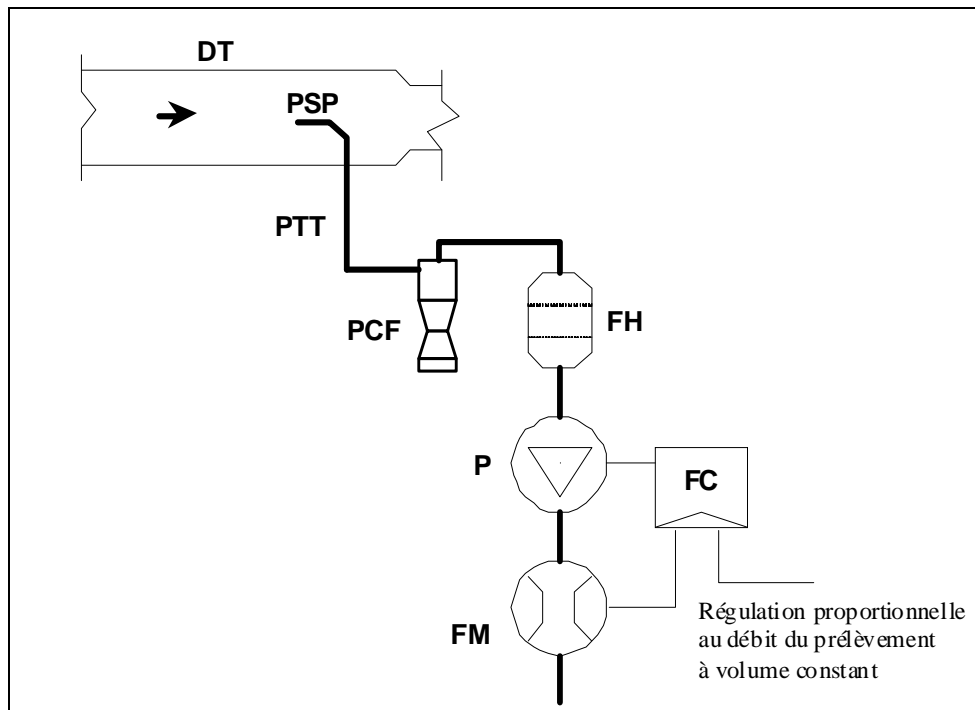 DT
PSP
PTT
PCF
FH
P
FC
FM
Régulation proportionnelle
au débit du prélèvement
à volume constant